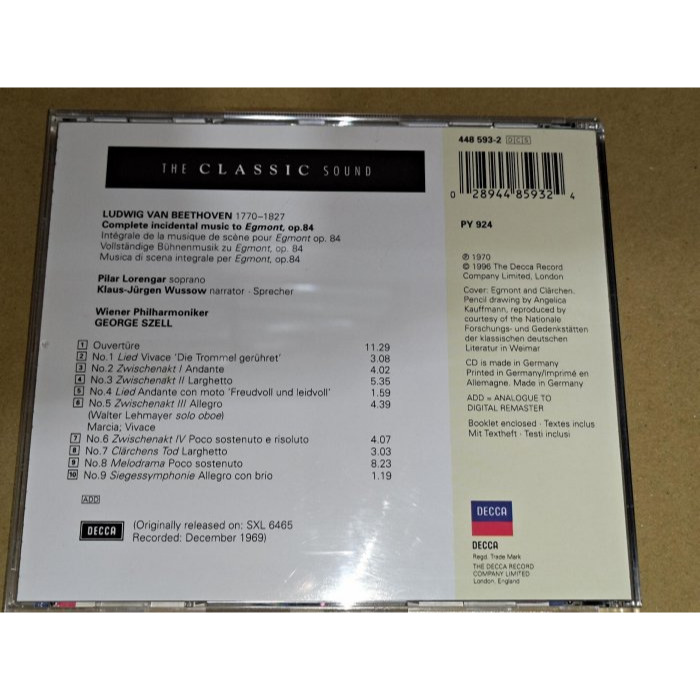 THE CLASSIC SOUND
LUDWIG VAN BEETHOVEN 1770–1827
Complete incidental music to Egmont, op.84
Intégrale de la musique de scène pour Egmont op. 84
Vollständige Bühnenmusik zu Egmont, op. 84
Musica di scena integrale per Egmont, op.84
Pilar Lorengar soprano
Klaus-Jürgen Wussow narrator · Sprecher
Wiener Philharmoniker
GEORGE SZELL
1 Ouvertüre 11.29
2 No.1 Lied Vivace 'Die Trommel gerühret' 3.08
3 No.2 Zwischenakt I Andante 4.02
4 No.3 Zwischenakt II Larghetto 5.35
5 No.4 Lied Andante con moto 'Freudvoll und leidvoll' 1.59
6 No.5 Zwischenakt III Allegro 4.39
(Walter Lehmayer solo oboe)
Marcia; Vivace
7 No.6 Zwischenakt IV Poco sostenuto e risoluto 4.07
8 No.7 Clärchens Tod Larghetto 3.03
9 No.8 Melodrama Poco sostenuto 8.23
10 No.9 Siegessymphonie Allegro con brio 1.19
ADD
DECCA
(Originally released on: SXL 6465
Recorded: December 1969)
448 593-2 DICIS
0 28944 85932 4
PY 924
℗ 1970
© 1996 The Decca Record
Company Limited, London
Cover: Egmont and Clärchen.
Pencil drawing by Angelica
Kauffmann, reproduced by
courtesy of the Nationale
Forschungs- und Gedenkstätten
der klassischen deutschen
Literatur in Weimar
CD is made in Germany
Printed in Germany/Imprimé en
Allemagne. Made in Germany
ADD = ANALOGUE TO
DIGITAL REMASTER
Booklet enclosed · Textes inclus
Mit Textheft · Testi inclusi
DECCA
DECCA
Regd. Trade Mark
THE DECCA RECORD
COMPANY LIMITED
London, England